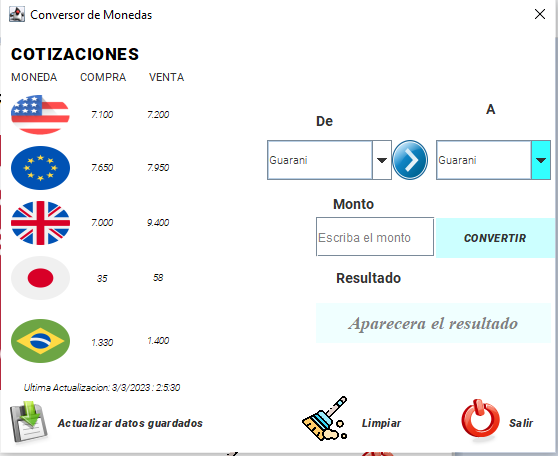 Conversor de Monedas
COTIZACIONES
MONEDA COMPRA VENTA
7.100 7.200
7.650 7.950
7.000 9.400
35 58
1.330 1.400
Ultima Actualizacion: 3/3/2023 : 2:5:30
Actualizar datos guardados
De
A
Guarani
Guarani
Monto
Escriba el monto
CONVERTIR
Resultado
Aparecera el resultado
Limpiar
Salir